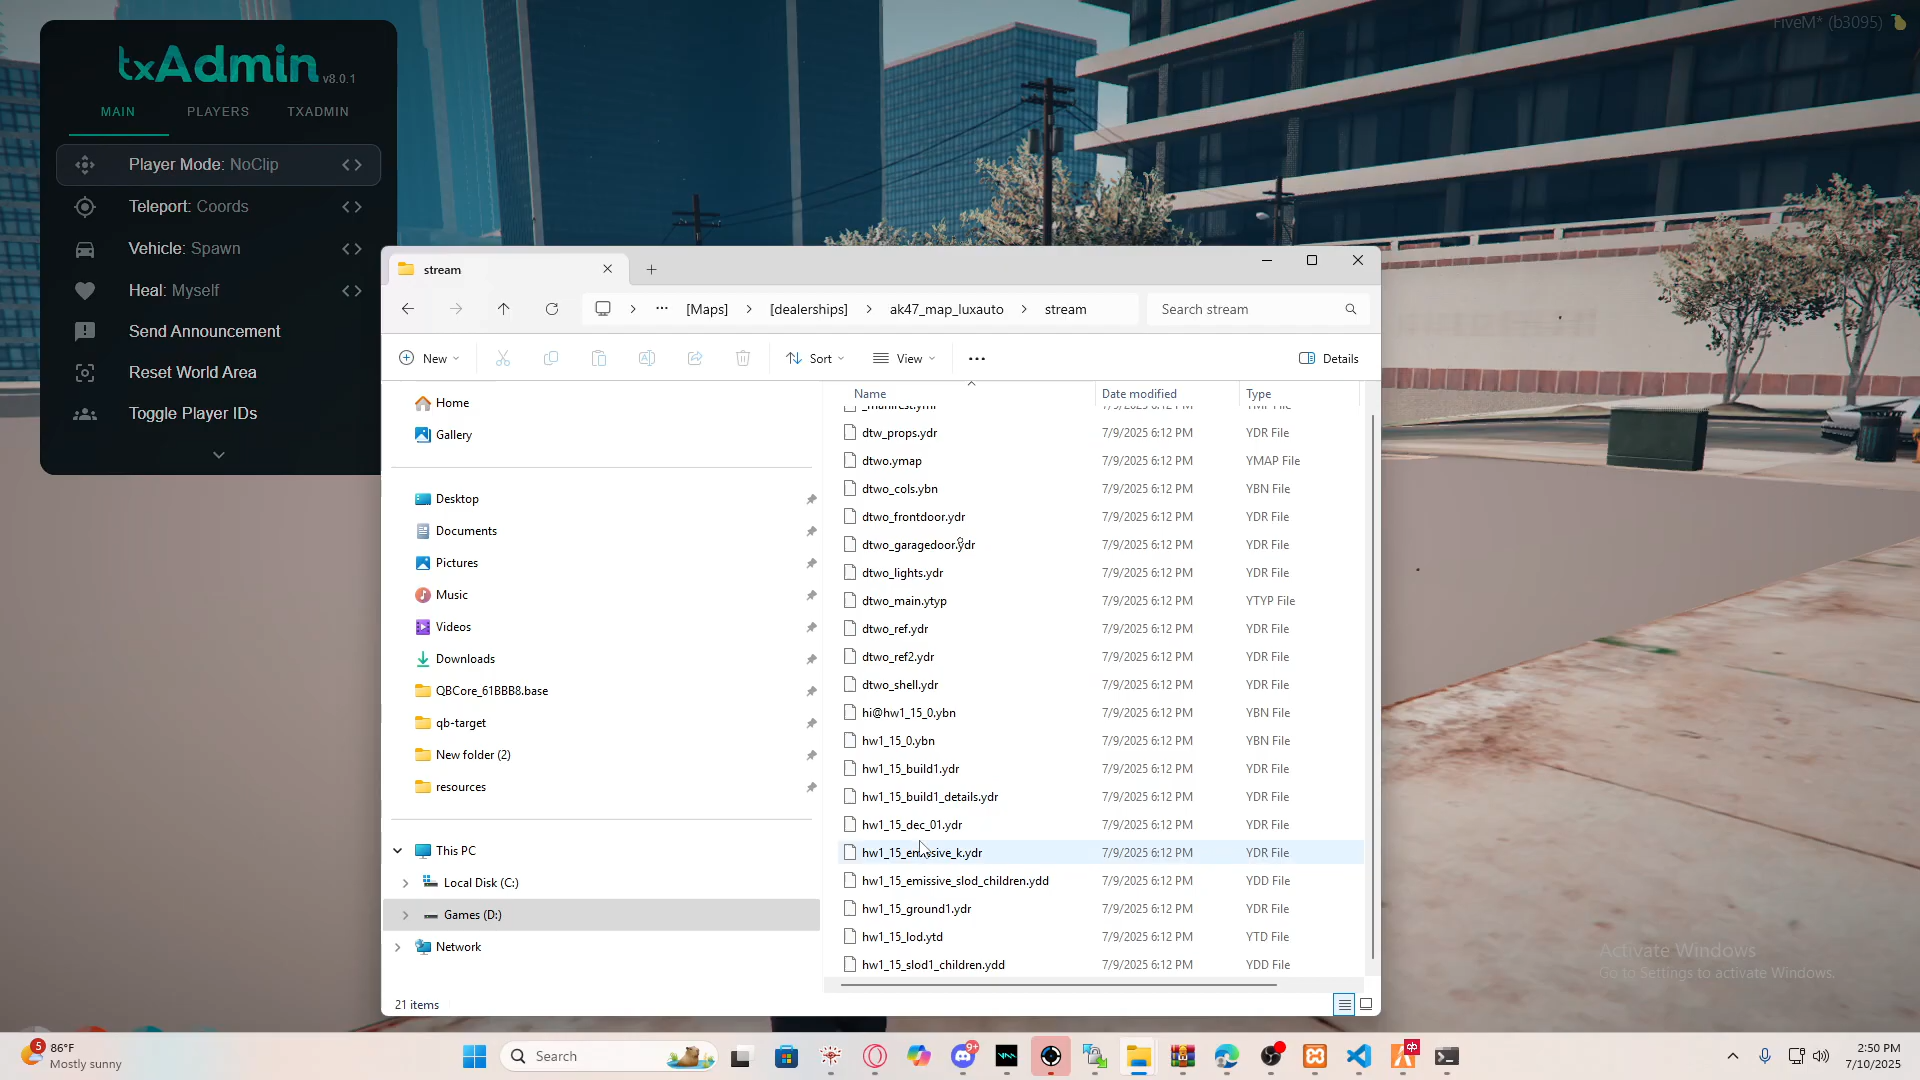 FiveM* (b3095)
txAdmin v8.0.1
MAIN PLAYERS TXADMIN
Player Mode: NoClip
Teleport: Coords
Vehicle: Spawn
Heal: Myself
Send Announcement
Reset World Area
Toggle Player IDs
stream
[Maps] [dealerships] ak47_map_luxauto stream Search stream
New Sort View Details
Home
Gallery
Desktop
Documents
Pictures
Music
Videos
Downloads
QBCore_61BBB8.base
qb-target
New folder (2)
resources
This PC
Local Disk (C:)
Games (D:)
Network
Name Date modified Type
_manifest.ymf 7/9/2025 6:12 PM YMF File
dtw_props.ydr 7/9/2025 6:12 PM YDR File
dtwo.ymap 7/9/2025 6:12 PM YMAP File
dtwo_cols.ybn 7/9/2025 6:12 PM YBN File
dtwo_frontdoor.ydr 7/9/2025 6:12 PM YDR File
dtwo_garagedoor.ydr 7/9/2025 6:12 PM YDR File
dtwo_lights.ydr 7/9/2025 6:12 PM YDR File
dtwo_main.ytyp 7/9/2025 6:12 PM YTYP File
dtwo_ref.ydr 7/9/2025 6:12 PM YDR File
dtwo_ref2.ydr 7/9/2025 6:12 PM YDR File
dtwo_shell.ydr 7/9/2025 6:12 PM YDR File
hi@hw1_15_0.ybn 7/9/2025 6:12 PM YBN File
hw1_15_0.ybn 7/9/2025 6:12 PM YBN File
hw1_15_build1.ydr 7/9/2025 6:12 PM YDR File
hw1_15_build1_details.ydr 7/9/2025 6:12 PM YDR File
hw1_15_dec_01.ydr 7/9/2025 6:12 PM YDR File
hw1_15_emissive_k.ydr 7/9/2025 6:12 PM YDR File
hw1_15_emissive_slod_children.ydd 7/9/2025 6:12 PM YDD File
hw1_15_ground1.ydr 7/9/2025 6:12 PM YDR File
hw1_15_lod.ytd 7/9/2025 6:12 PM YTD File
hw1_15_slod1_children.ydd 7/9/2025 6:12 PM YDD File
21 items
Activate Windows
Go to Settings to activate Windows.
5 86°F
Mostly sunny
Search
9+
2:50 PM
7/10/2025